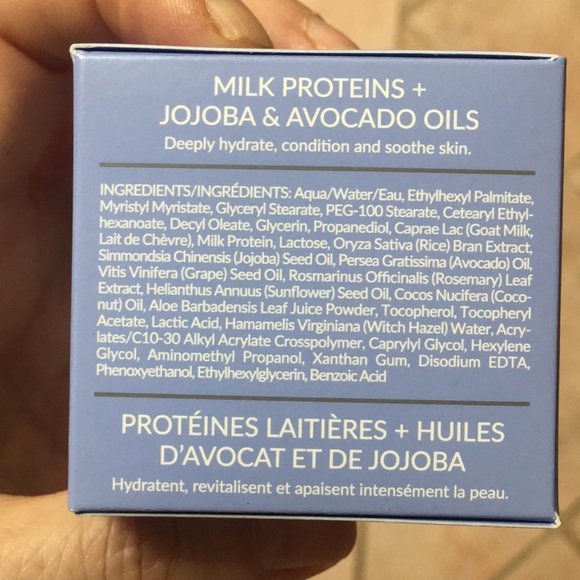 MILK PROTEINS +
JOJOBA & AVOCADO OILS
Deeply hydrate, condition and soothe skin.
INGREDIENTS/INGRÉDIENTS: Aqua/Water/Eau, Ethylhexyl Palmitate,
Myristyl Myristate, Glyceryl Stearate, PEG-100 Stearate, Cetearyl Ethyl-
hexanoate, Decyl Oleate, Glycerin, Propanediol, Caprae Lac (Goat Milk,
Lait de Chèvre), Milk Protein, Lactose, Oryza Sativa (Rice) Bran Extract,
Simmondsia Chinensis (Jojoba) Seed Oil, Persea Gratissima (Avocado) Oil,
Vitis Vinifera (Grape) Seed Oil, Rosmarinus Officinalis (Rosemary) Leaf
Extract, Helianthus Annuus (Sunflower) Seed Oil, Cocos Nucifera (Coco-
nut) Oil, Aloe Barbadensis Leaf Juice Powder, Tocopherol, Tocopheryl
Acetate, Lactic Acid, Hamamelis Virginiana (Witch Hazel) Water, Acry-
lates/C10-30 Alkyl Acrylate Crosspolymer, Caprylyl Glycol, Hexylene
Glycol, Aminomethyl Propanol, Xanthan Gum, Disodium EDTA,
Phenoxyethanol, Ethylhexylglycerin, Benzoic Acid
PROTÉINES LAITIÈRES + HUILES
D'AVOCAT ET DE JOJOBA
Hydratent, revitalisent et apaisent intensément la peau.